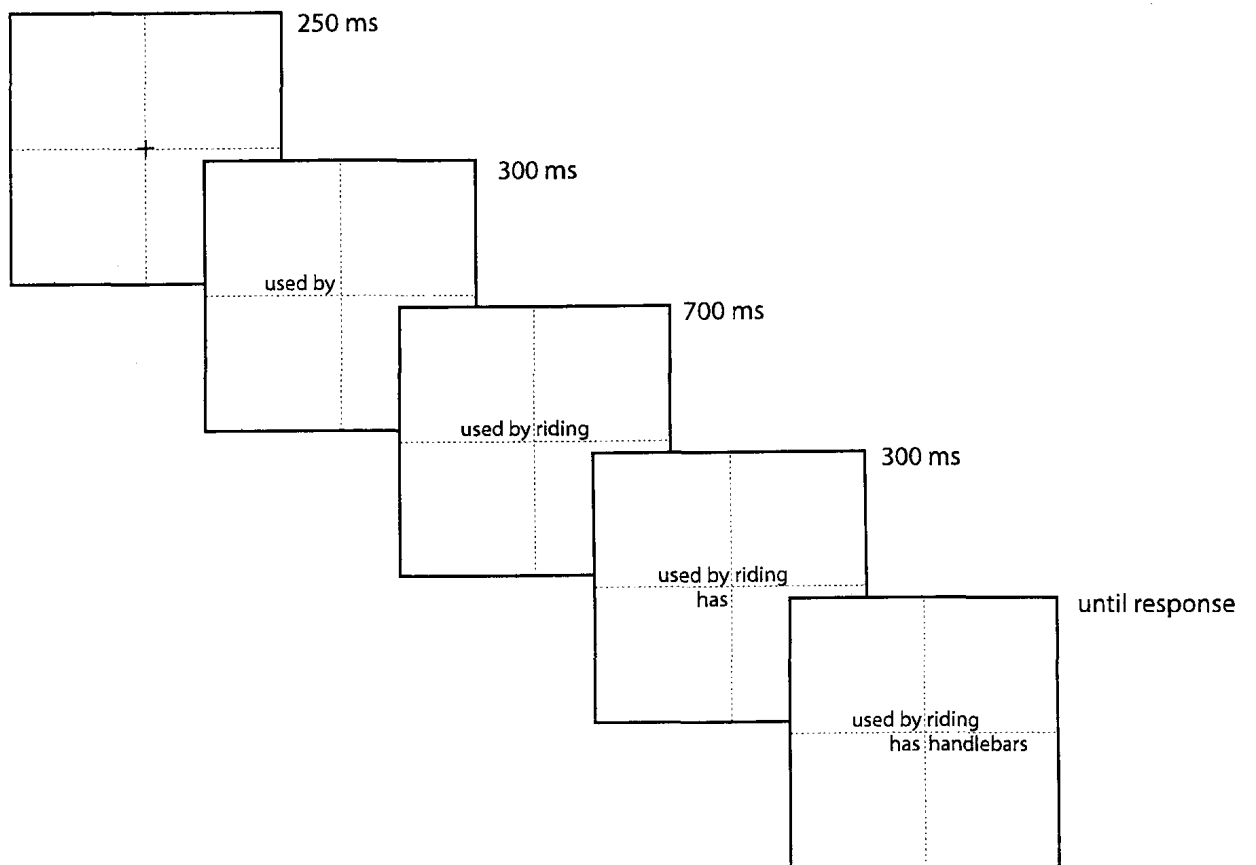 250 ms
300 ms
used by
700 ms
used by riding
300 ms
used by riding
has
until response
used by riding
has handlebars